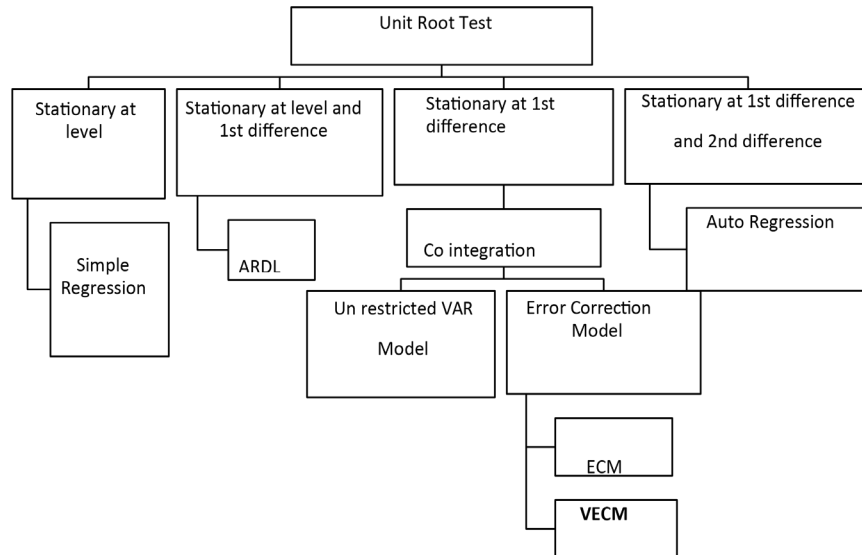 Unit Root Test
Stationary at
level
Stationary at level and
1st difference
Stationary at 1st
difference
Stationary at 1st difference
and 2nd difference
Simple
Regression
ARDL
Co integration
Auto Regression
Un restricted VAR
Model
Error Correction
Model
ECM
VECM